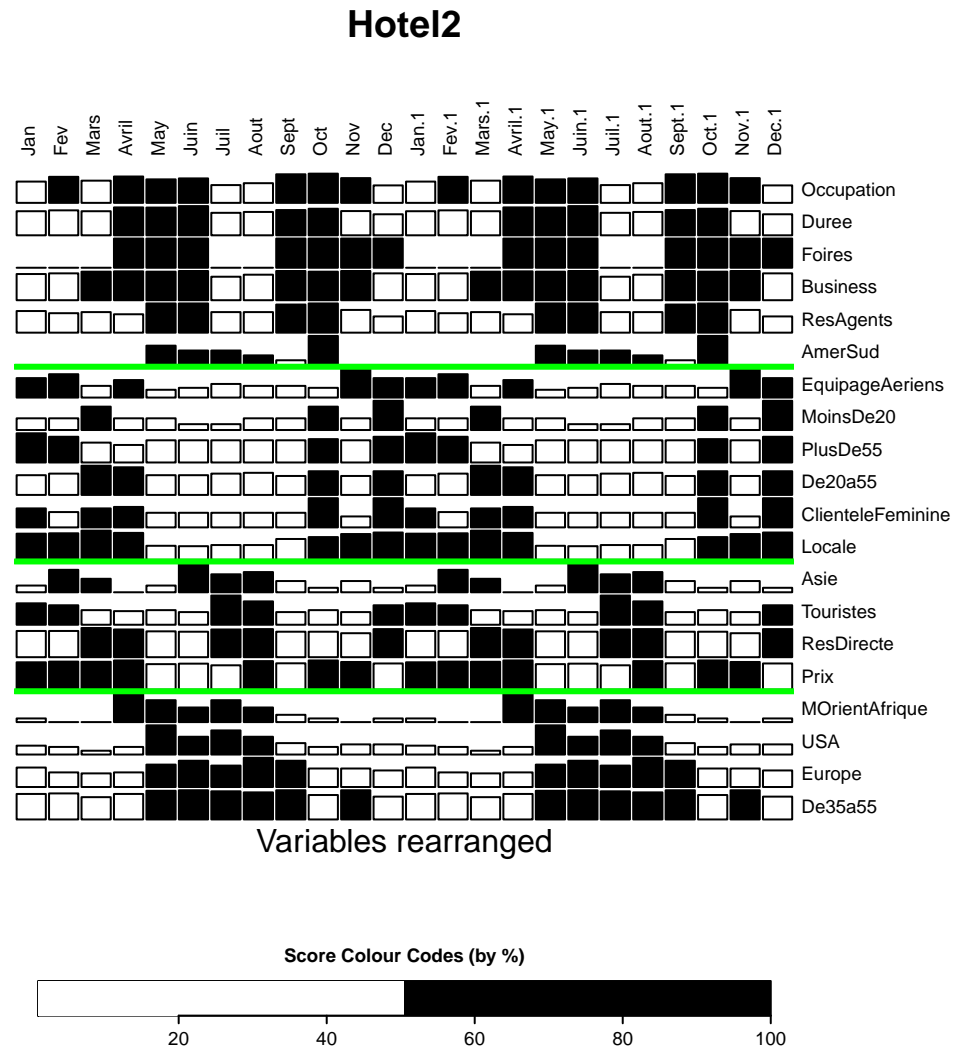 Hotel2
Jan Fev Mars Avril May Juin Juil Aout Sept Oct Nov Dec Jan.1 Fev.1 Mars.1 Avril.1 May.1 Juin.1 Juil.1 Aout.1 Sept.1 Oct.1 Nov.1 Dec.1
Occupation
Duree
Foires
Business
ResAgents
AmerSud
EquipageAeriens
MoinsDe20
PlusDe55
De20a55
ClienteleFeminine
Locale
Asie
Touristes
ResDirecte
Prix
MOrientAfrique
USA
Europe
De35a55
Variables rearranged
Score Colour Codes (by %)
20 40 60 80 100